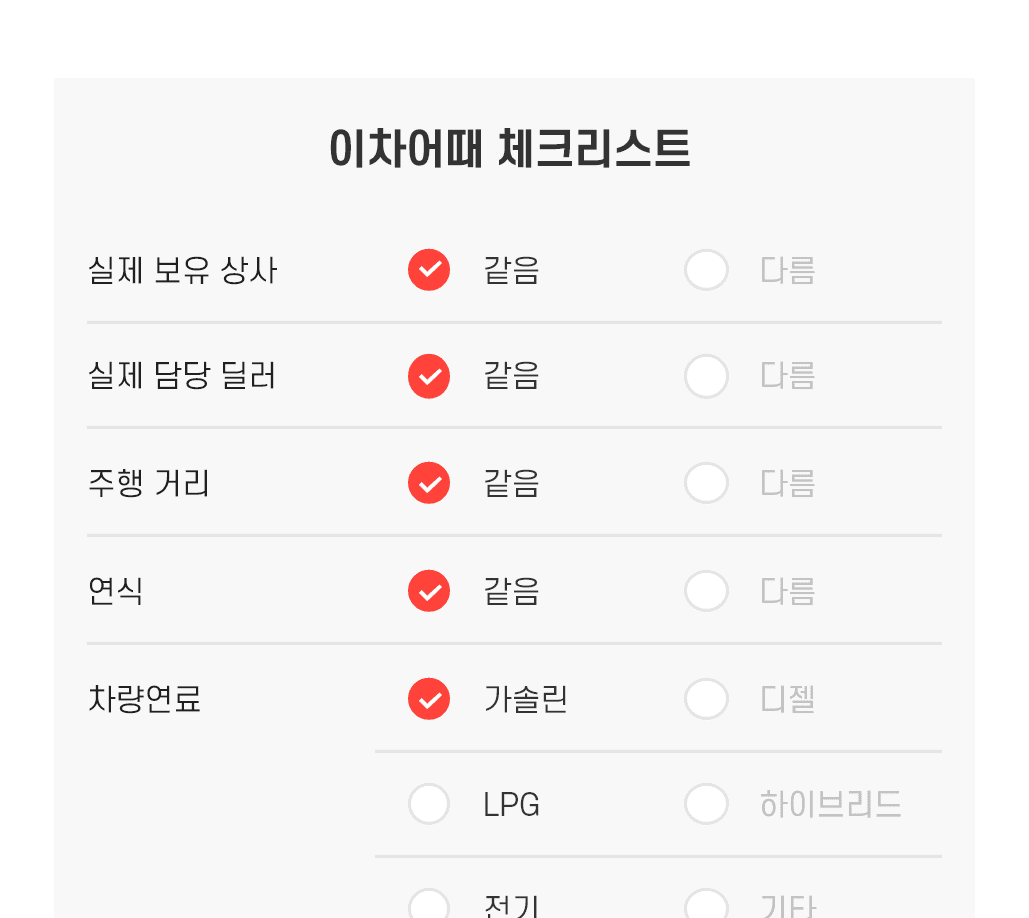 이차어때 체크리스트
실제 보유 상사 같음 다름
실제 담당 딜러 같음 다름
주행 거리 같음 다름
연식 같음 다름
차량연료 가솔린 디젤
LPG 하이브리드
전기 기타